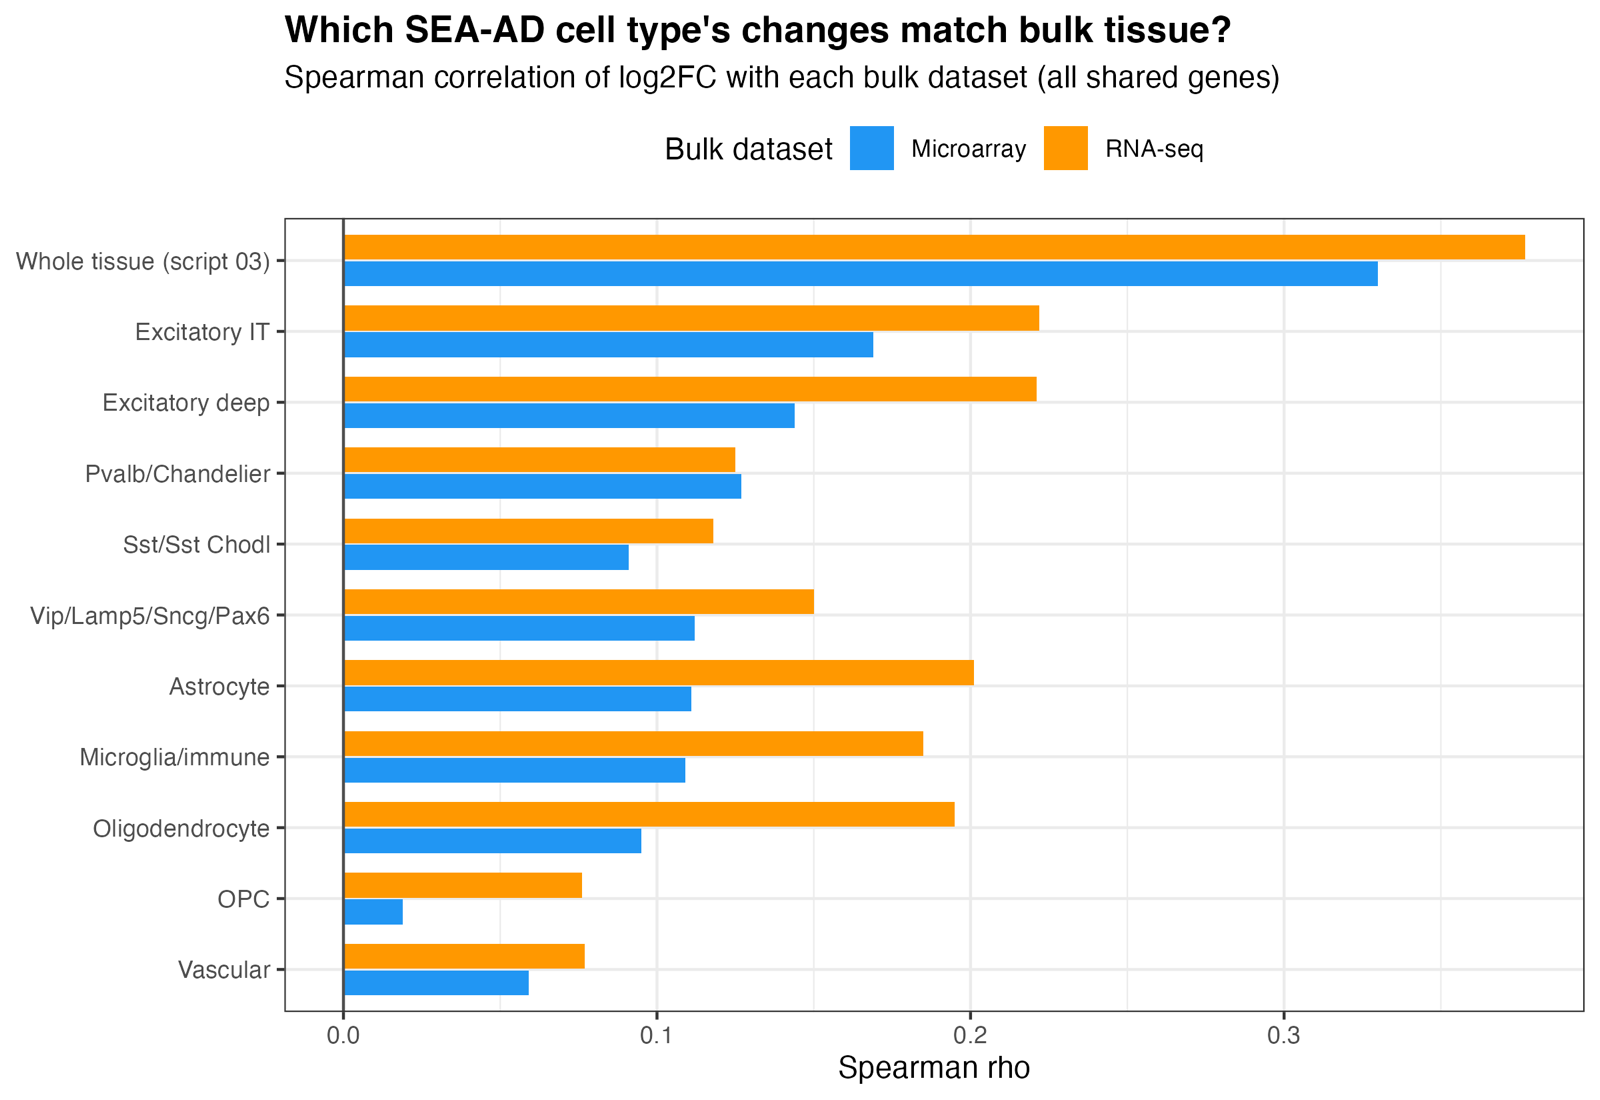 Which SEA-AD cell type's changes match bulk tissue?
Spearman correlation of log2FC with each bulk dataset (all shared genes)
Bulk dataset Microarray RNA-seq
Whole tissue (script 03)
Excitatory IT
Excitatory deep
Pvalb/Chandelier
Sst/Sst Chodl
Vip/Lamp5/Sncg/Pax6
Astrocyte
Microglia/immune
Oligodendrocyte
OPC
Vascular
0.0 0.1 0.2 0.3
Spearman rho